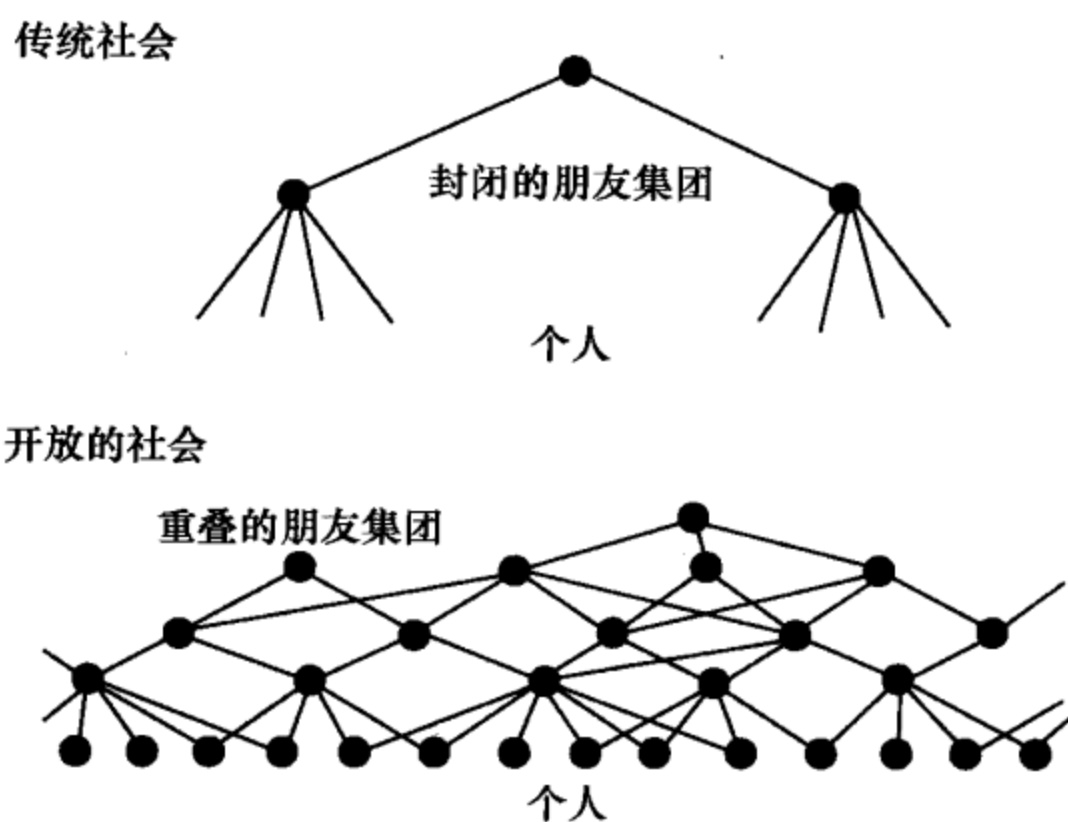 传统社会
封闭的朋友集团
个人
开放的社会
重叠的朋友集团
个人